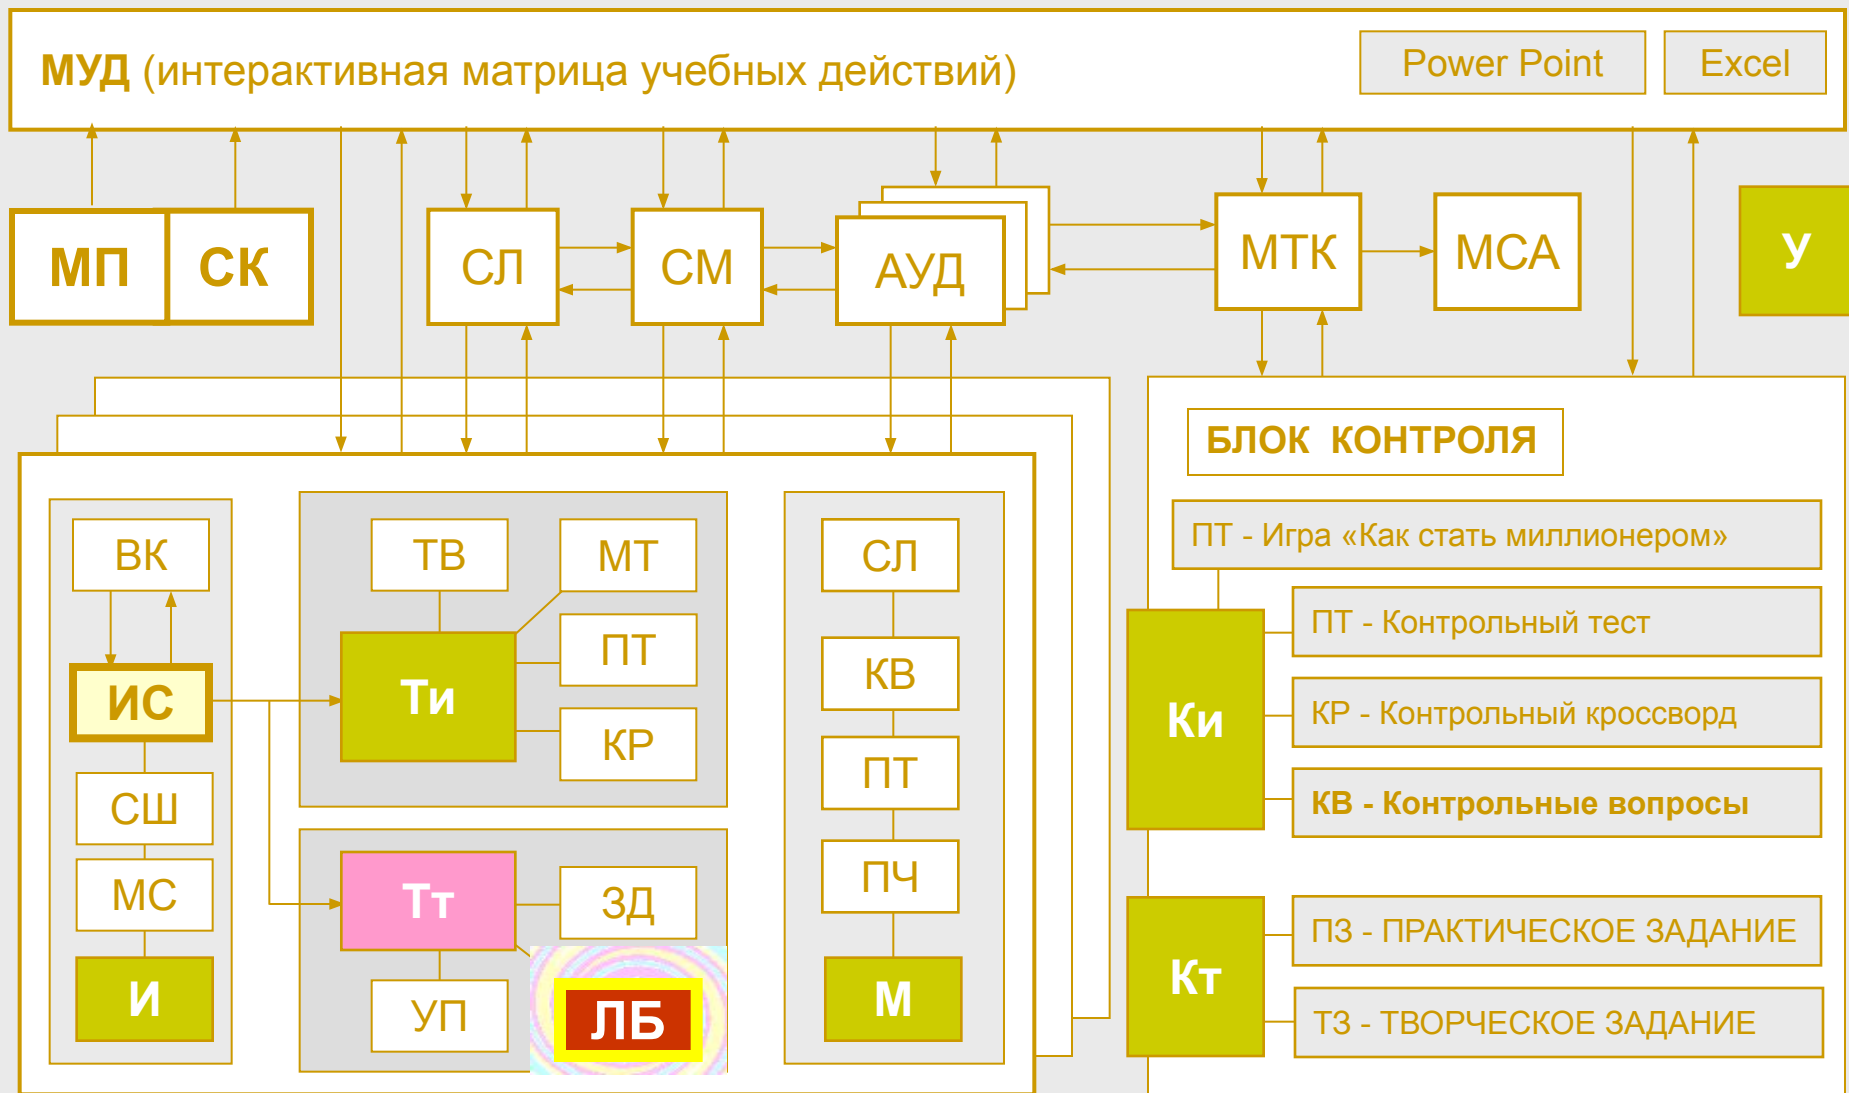 МУД (интерактивная матрица учебных действий)
Power Point
Excel
МП
СК
СЛ
СМ
АУД
МТК
МСА
У
БЛОК КОНТРОЛЯ
ВК
ИС
СШ
МС
И
ТВ
МТ
ПТ
КР
Ти
Тт
ЗД
УП
ЛБ
СЛ
КВ
ПТ
ПЧ
М
ПТ - Игра «Как стать миллионером»
Ки
ПТ - Контрольный тест
КР - Контрольный кроссворд
КВ - Контрольные вопросы
Кт
ПЗ - ПРАКТИЧЕСКОЕ ЗАДАНИЕ
ТЗ - ТВОРЧЕСКОЕ ЗАДАНИЕ